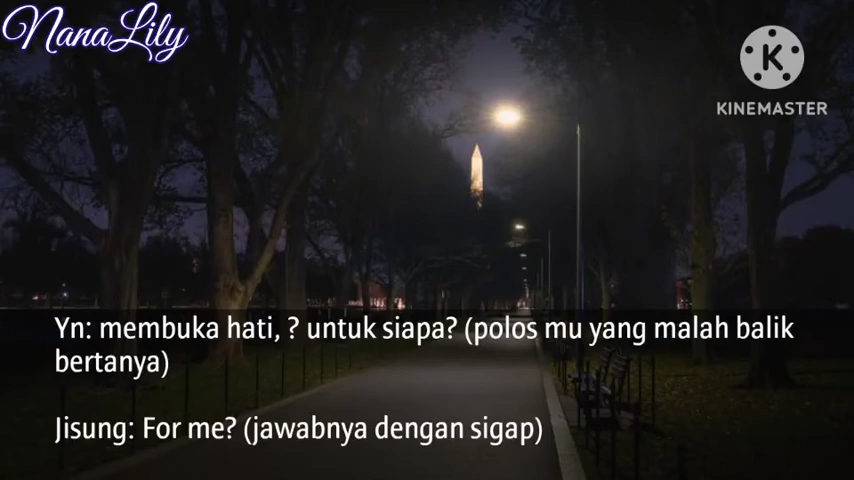 NanaLily
KINEMASTER
Yn: membuka hati, ? untuk siapa? (polos mu yang malah balik
bertanya)
Jisung: For me? (jawabnya dengan sigap)